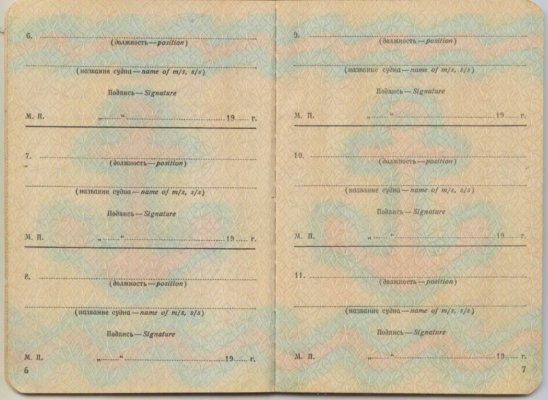 6.
(должность—position)
(название судна—name of m/s, s/s)
Подпись—Signature
М. П. „ “ 19 г.
7.
(должность—position)
(название судна—name of m/s, s/s)
Подпись—Signature
М. П. „ “ 19 г.
8.
(должность—position)
(название судна—name of m/s, s/s)
Подпись—Signature
М. П. „ “ 19 г.
6
9.
(должность—position)
(название судна—name of m/s, s/s)
Подпись—Signature
М. П. „ “ 19 г.
10.
(должность—position)
(название судна—name of m/s, s/s)
Подпись—Signature
М. П. „ “ 19 г.
11.
(должность—position)
(название судна—name of m/s, s/s)
Подпись—Signature
М. П. „ “ 19 г.
7